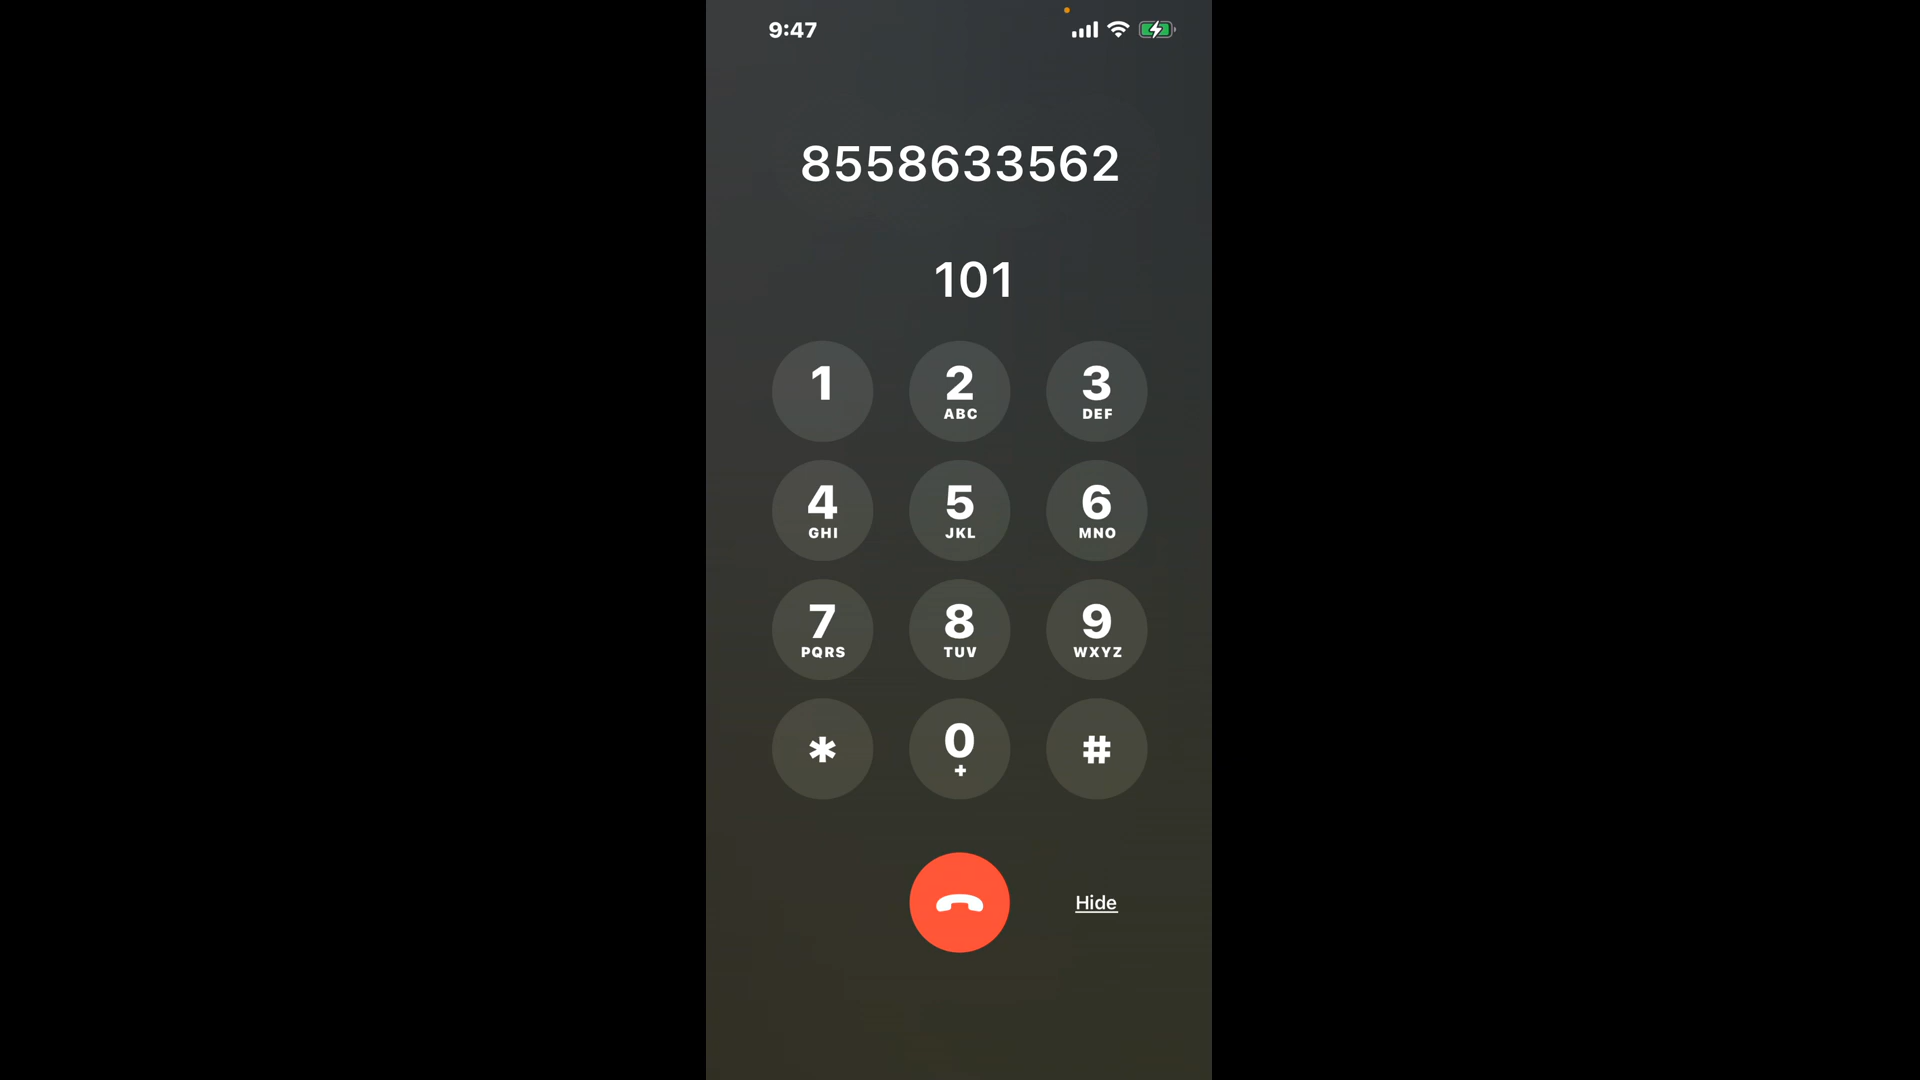 9:47
8558633562
101
1 2 3
ABC DEF
4 5 6
GHI JKL MNO
7 8 9
PQRS TUV WXYZ
* 0 #
+
Hide